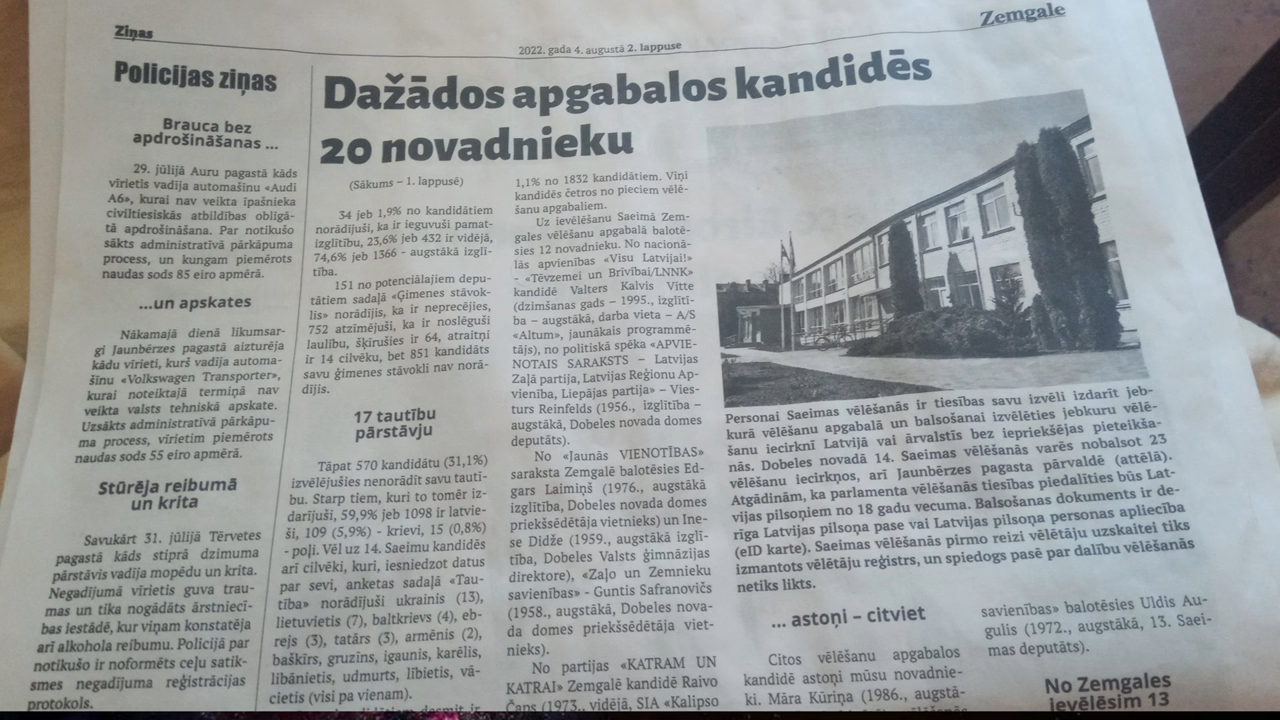 Ziņas
2022. gada 4. augustā 2. lappuse
Zemgale
Policijas ziņas
Brauca bez
apdrošināšanas ...
29. jūlijā Auru pagastā kāds
vīrietis vadīja automašīnu «Audi
A6», kurai nav veikta īpašnieka
civiltiesiskās atbildības obligā-
tā apdrošināšana. Par notikušo
sākts administratīvā pārkāpuma
process, un kungam piemērots
naudas sods 85 eiro apmērā.
...un apskates
Nākamajā dienā likumsar-
gi Jaunbērzes pagastā aizturēja
kādu vīrieti, kurš vadīja automa-
šīnu «Volkswagen Transporter»,
kurai noteiktajā termiņā nav
veikta valsts tehniskā apskate.
Uzsākts administratīvā pārkāpu-
ma process, vīrietim piemērots
naudas sods 55 eiro apmērā.
Stūrēja reibumā
un krita
Savukārt 31. jūlijā Tērvetes
pagastā kāds stiprā dzimuma
pārstāvis vadīja mopēdu un krita.
Negadījumā vīrietis guva trau-
mas un tika nogādāts ārstniecī-
bas iestādē, kur viņam konstatēja
arī alkohola reibumu. Policijā par
notikušo ir noformēts ceļu satik-
smes negadījuma reģistrācijas
protokols.
Dažādos apgabalos kandidēs
20 novadnieku
(Sākums – 1. lappusē)
34 jeb 1,9% no kandidātiem
norādījuši, ka ir ieguvuši pamat-
izglītību, 23,6% jeb 432 ir vidējā,
74,6% jeb 1366 - augstākā izglī-
tība.
151 no potenciālajiem depu-
tātiem sadaļā «Ģimenes stāvok-
lis» norādījis, ka ir neprecējies,
752 atzīmējuši, ka ir noslēguši
laulību, šķīrušies ir 64, atraitņi
ir 14 cilvēku, bet 851 kandidāts
savu ģimenes stāvokli nav norā-
dījis.
17 tautību
pārstāvju
Tāpat 570 kandidātu (31,1%)
izvēlējušies nenorādīt savu tautī-
bu. Starp tiem, kuri to tomēr iz-
darījuši, 59,9% jeb 1098 ir latvie-
ši, 109 (5,9%) - krievi, 15 (0,8%)
- poļi. Vēl uz 14. Saeimu kandidēs
arī cilvēki, kuri, iesniedzot datus
par sevi, anketas sadaļā «Tau-
tība» norādījuši ukrainis (13),
lietuvietis (7), baltkrievs (4), eb-
rejs (3), tatārs (3), armēnis (2),
baškīrs, gruzīns, igaunis, karēlis,
libānietis, udmurts, lībietis, vā-
cietis (visi pa vienam).
1,1% no 1832 kandidātiem. Viņi
kandidēs četros no pieciem vēlē-
šanu apgabaliem.
Uz ievēlēšanu Saeimā Zem-
gales vēlēšanu apgabalā balotē-
sies 12 novadnieku. No nacionā-
lās apvienības «Visu Latvijai!»
- «Tēvzemei un Brīvībai/LNNK»
kandidē Valters Kalvis Vitte
(dzimšanas gads – 1995., izglītī-
ba – augstākā, darba vieta – A/S
«Altum», jaunākais programmē-
tājs), no politiskā spēka «APVIE-
NOTAIS SARAKSTS – Latvijas
Zaļā partija, Latvijas Reģionu Ap-
vienība, Liepājas partija» – Vies-
turs Reinfelds (1956., izglītība –
augstākā, Dobeles novada domes
deputāts).
No «Jaunās VIENOTĪBAS»
saraksta Zemgalē balotēsies Ed-
gars Laimiņš (1976., augstākā
izglītība, Dobeles novada domes
priekšsēdētāja vietnieks) un Ine-
se Didže (1959., augstākā izglī-
tība, Dobeles Valsts ģimnāzijas
direktore), «Zaļo un Zemnieku
savienības» - Guntis Safranovičs
(1958., augstākā, Dobeles nova-
da domes priekšsēdētāja viet-
nieks).
No partijas «KATRAM UN
KATRAI» Zemgalē kandidē Raivo
Čaps (1973., vidējā, SIA «Kalipso
Personai Saeimas vēlēšanās ir tiesības savu izvēli izdarīt jeb-
kurā vēlēšanu apgabalā un balsošanai izvēlēties jebkuru vēlē-
šanu iecirkni Latvijā vai ārvalstīs bez iepriekšējas pieteikša-
nās. Dobeles novadā 14. Saeimas vēlēšanās varēs nobalsot 23
vēlēšanu iecirkņos, arī Jaunbērzes pagasta pārvaldē (attēlā).
Atgādinām, ka parlamenta vēlēšanās tiesības piedalīties būs Lat-
vijas pilsoņiem no 18 gadu vecuma. Balsošanas dokuments ir de-
rīga Latvijas pilsoņa pase vai Latvijas pilsoņa personas apliecība
(eID karte). Saeimas vēlēšanās pirmo reizi vēlētāju uzskaitei tiks
izmantots vēlētāju reģistrs, un spiedogs pasē par dalību vēlēšanās
netiks likts.
... astoņi – citviet
Citos vēlēšanu apgabalos
kandidē astoņi mūsu novadnie-
ki. Māra Kūriņa (1986., augstā-
savienības» balotēsies Uldis Au-
gulis (1972., augstākā, 13. Saei-
mas deputāts).
No Zemgales
ievēlēsim 13